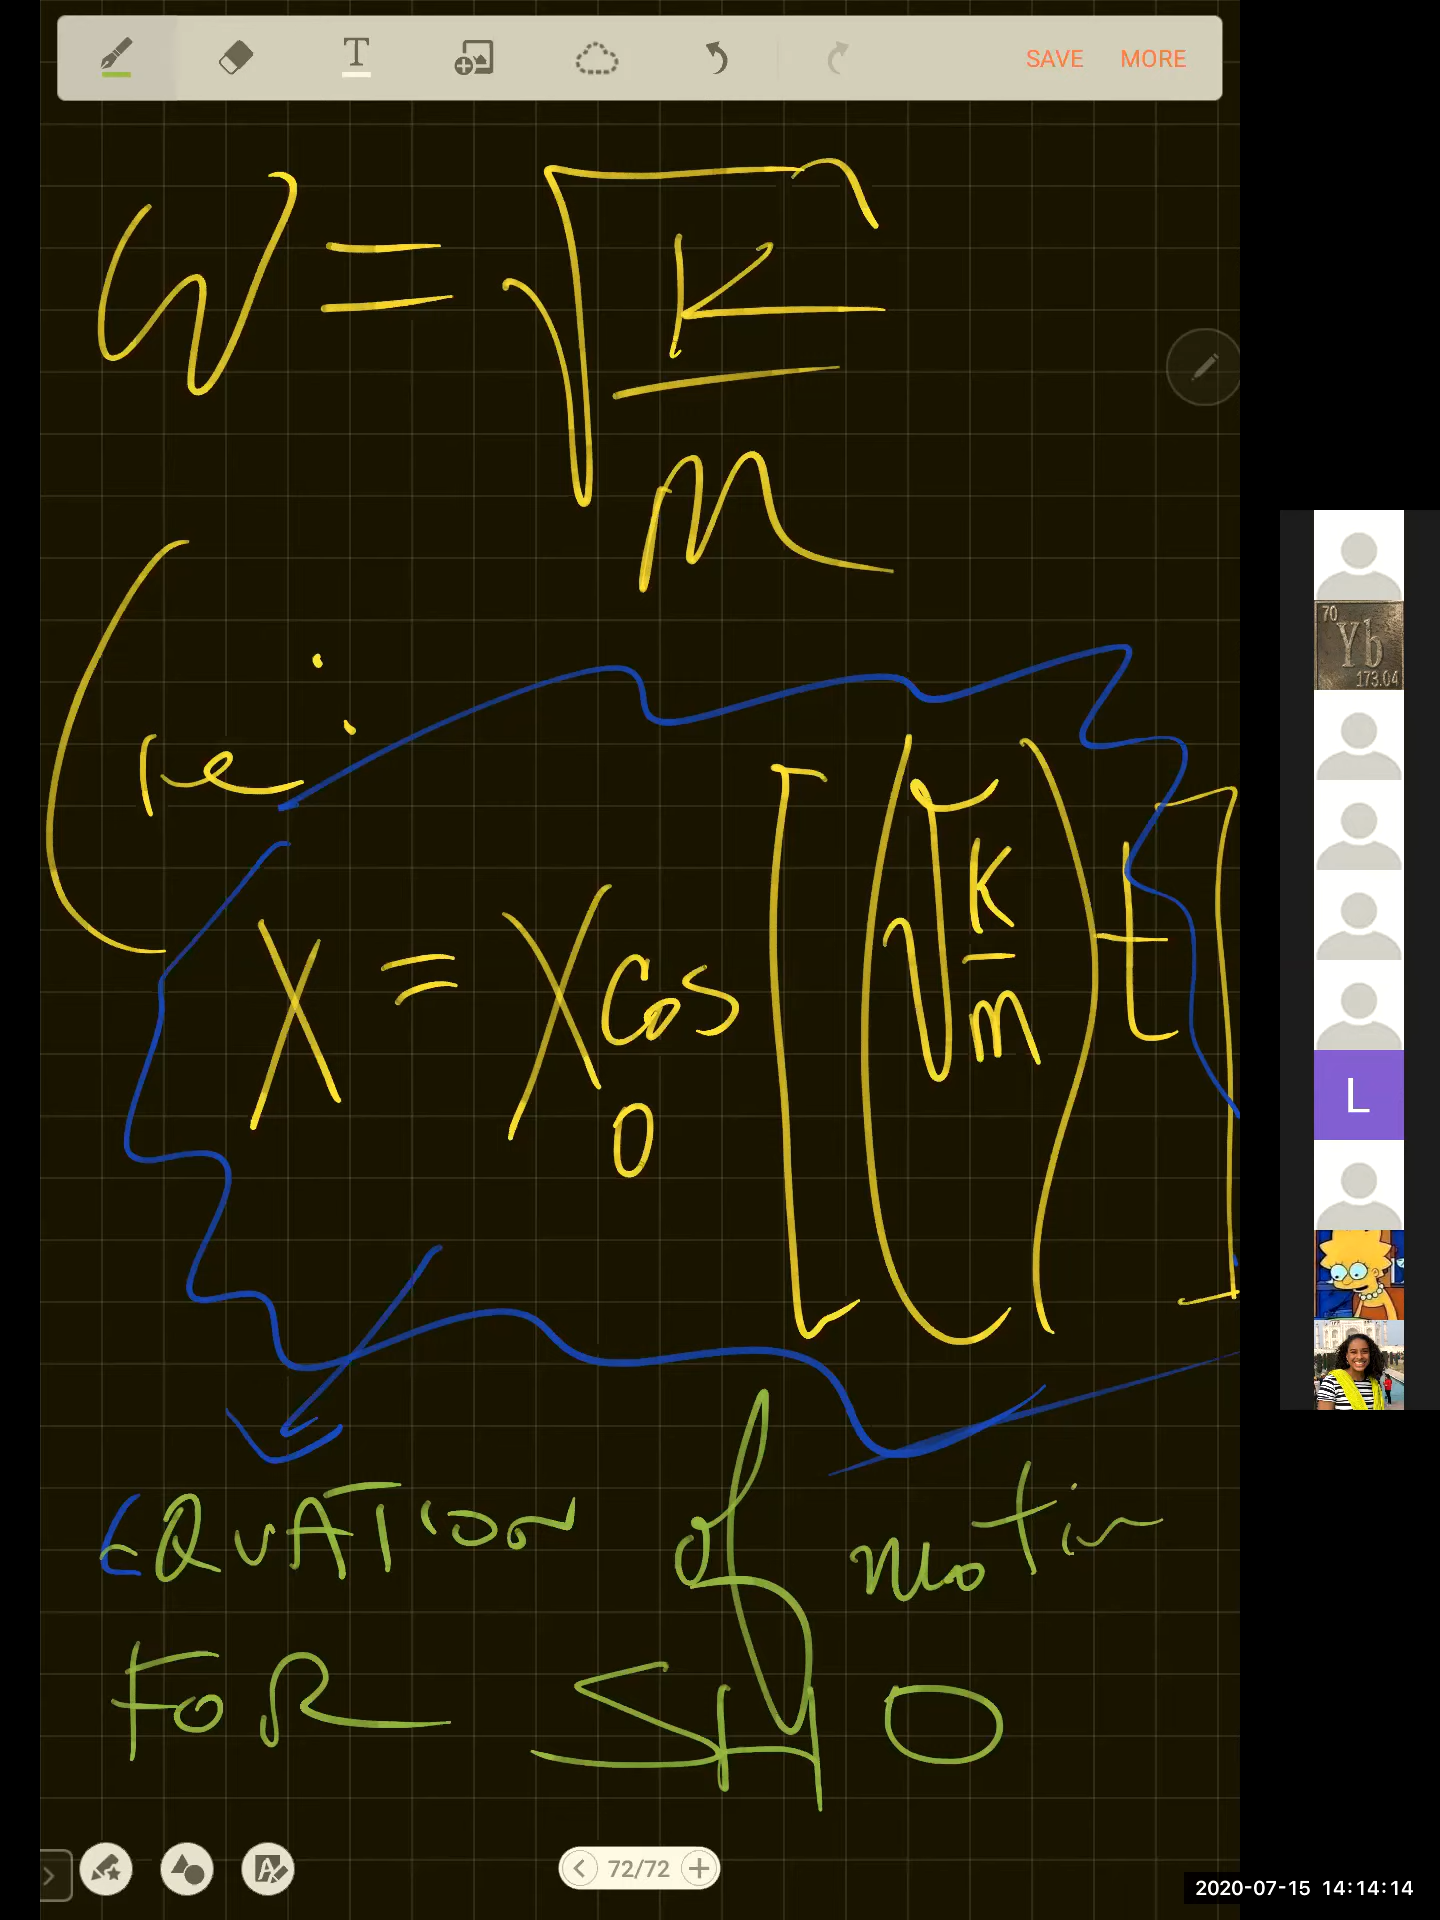 T SAVE MORE
W = √K/m
ie:
70
Yb
173.04
X = X₀ Cos [(√K/m) t]
L
EQUATION of motin
FOR SHO
72/72
2020-07-15 14:14:14